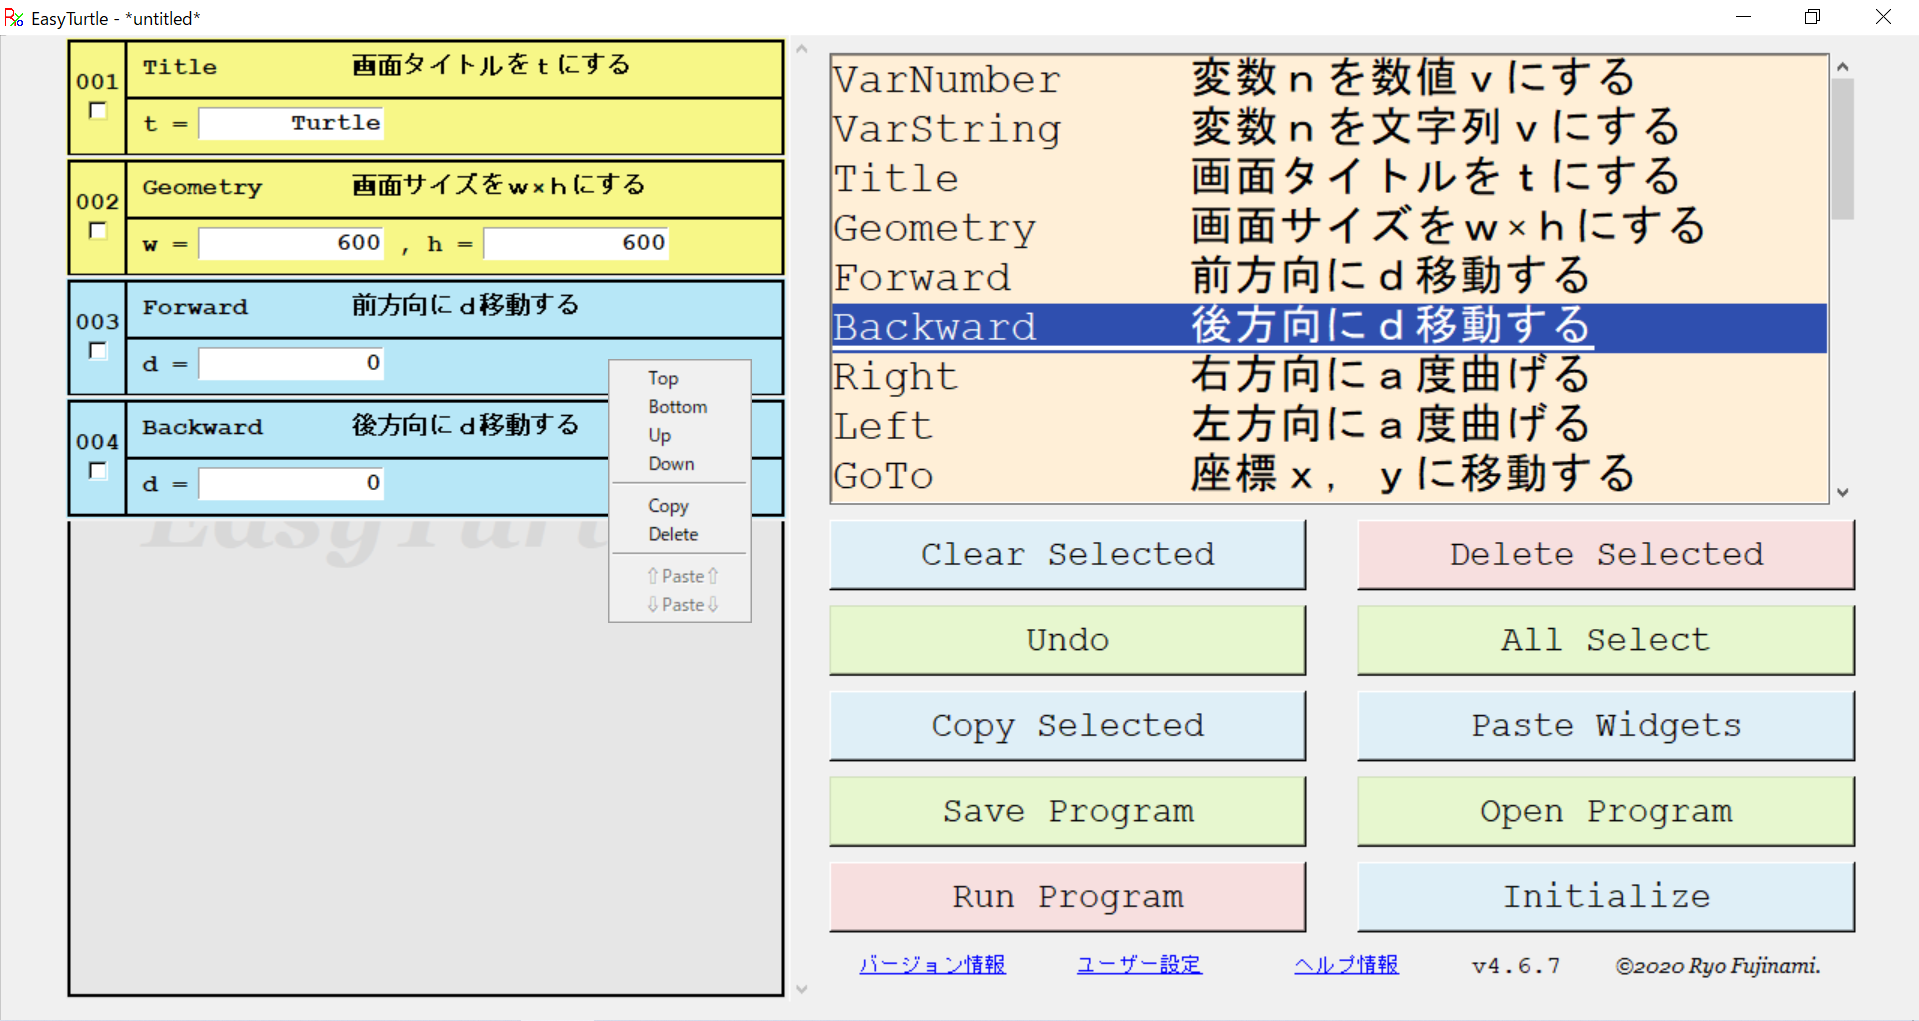 EasyTurtle - *untitled*
001
Title 画面タイトルをｔにする
t = Turtle
002
Geometry 画面サイズをｗ×ｈにする
w = 600 , h = 600
003
Forward 前方向にｄ移動する
d = 0
004
Backward 後方向にｄ移動する
d = 0
EasyTurt
Top
Bottom
Up
Down
Copy
Delete
⇧Paste⇧
⇩Paste⇩
VarNumber 変数ｎを数値ｖにする
VarString 変数ｎを文字列ｖにする
Title 画面タイトルをｔにする
Geometry 画面サイズをｗ×ｈにする
Forward 前方向にｄ移動する
Backward 後方向にｄ移動する
Right 右方向にａ度曲げる
Left 左方向にａ度曲げる
GoTo 座標ｘ，ｙに移動する
Clear Selected Delete Selected
Undo All Select
Copy Selected Paste Widgets
Save Program Open Program
Run Program Initialize
バージョン情報 ユーザー設定 ヘルプ情報 v4.6.7 ©2020 Ryo Fujinami.